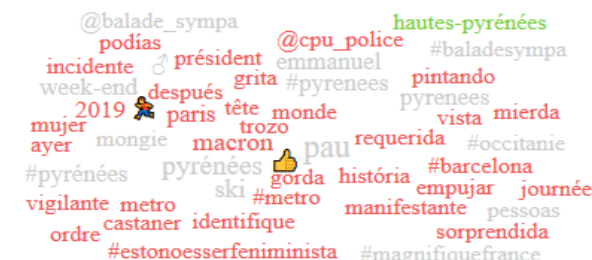 @balade_sympa hautes-pyrénées
podías @cpu_police #baladesympa
incidente ♂ président emmanuel
week-end después grita #pyrenees pintando
2019 🏃 paris tête monde pyrenees vista mierda
mujer trozo
ayer mongie macron pau requerida #occitanie
#pyrénées pyrénées 👍 gorda história #barcelona
ski #metro empujar journée
vigilante metro manifestante pessoas
ordre castaner identifique sorprendida
#estonoesserfeniminista #magnifiquefrance